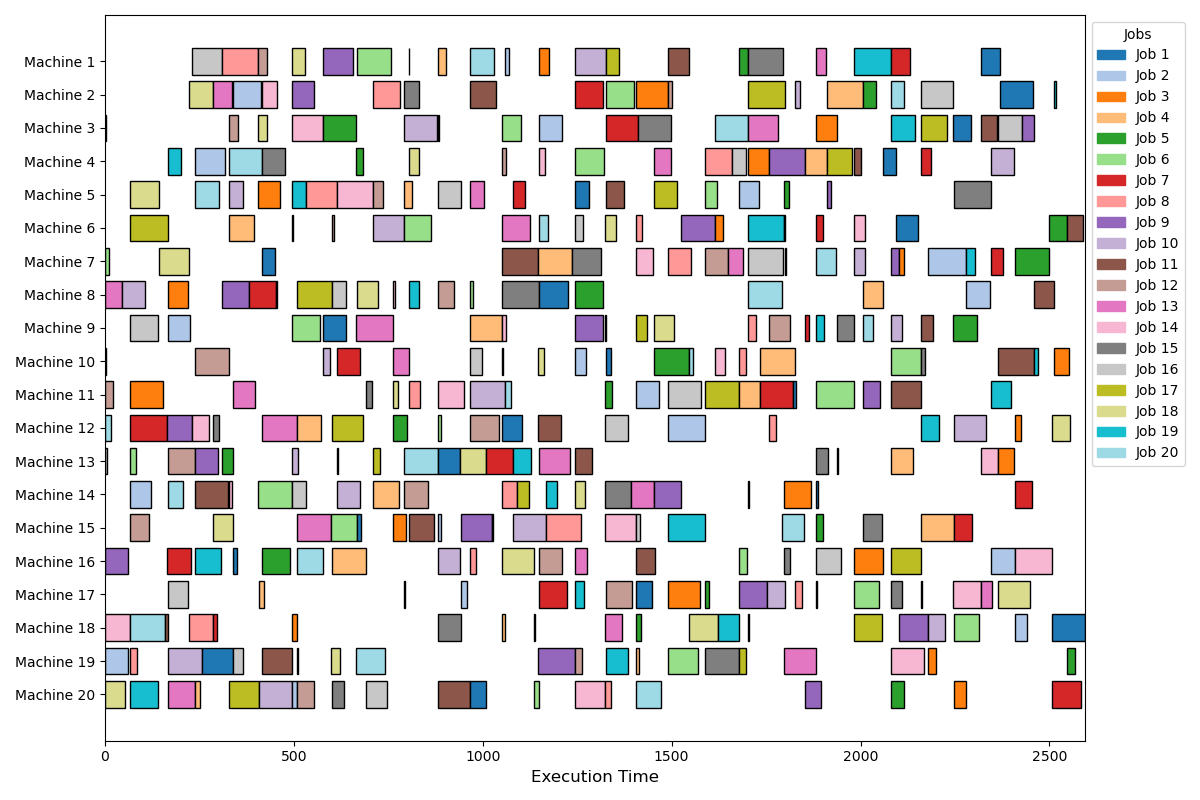 Machine 1
Machine 2
Machine 3
Machine 4
Machine 5
Machine 6
Machine 7
Machine 8
Machine 9
Machine 10
Machine 11
Machine 12
Machine 13
Machine 14
Machine 15
Machine 16
Machine 17
Machine 18
Machine 19
Machine 20
0 500 1000 1500 2000 2500
Execution Time
Jobs
Job 1
Job 2
Job 3
Job 4
Job 5
Job 6
Job 7
Job 8
Job 9
Job 10
Job 11
Job 12
Job 13
Job 14
Job 15
Job 16
Job 17
Job 18
Job 19
Job 20